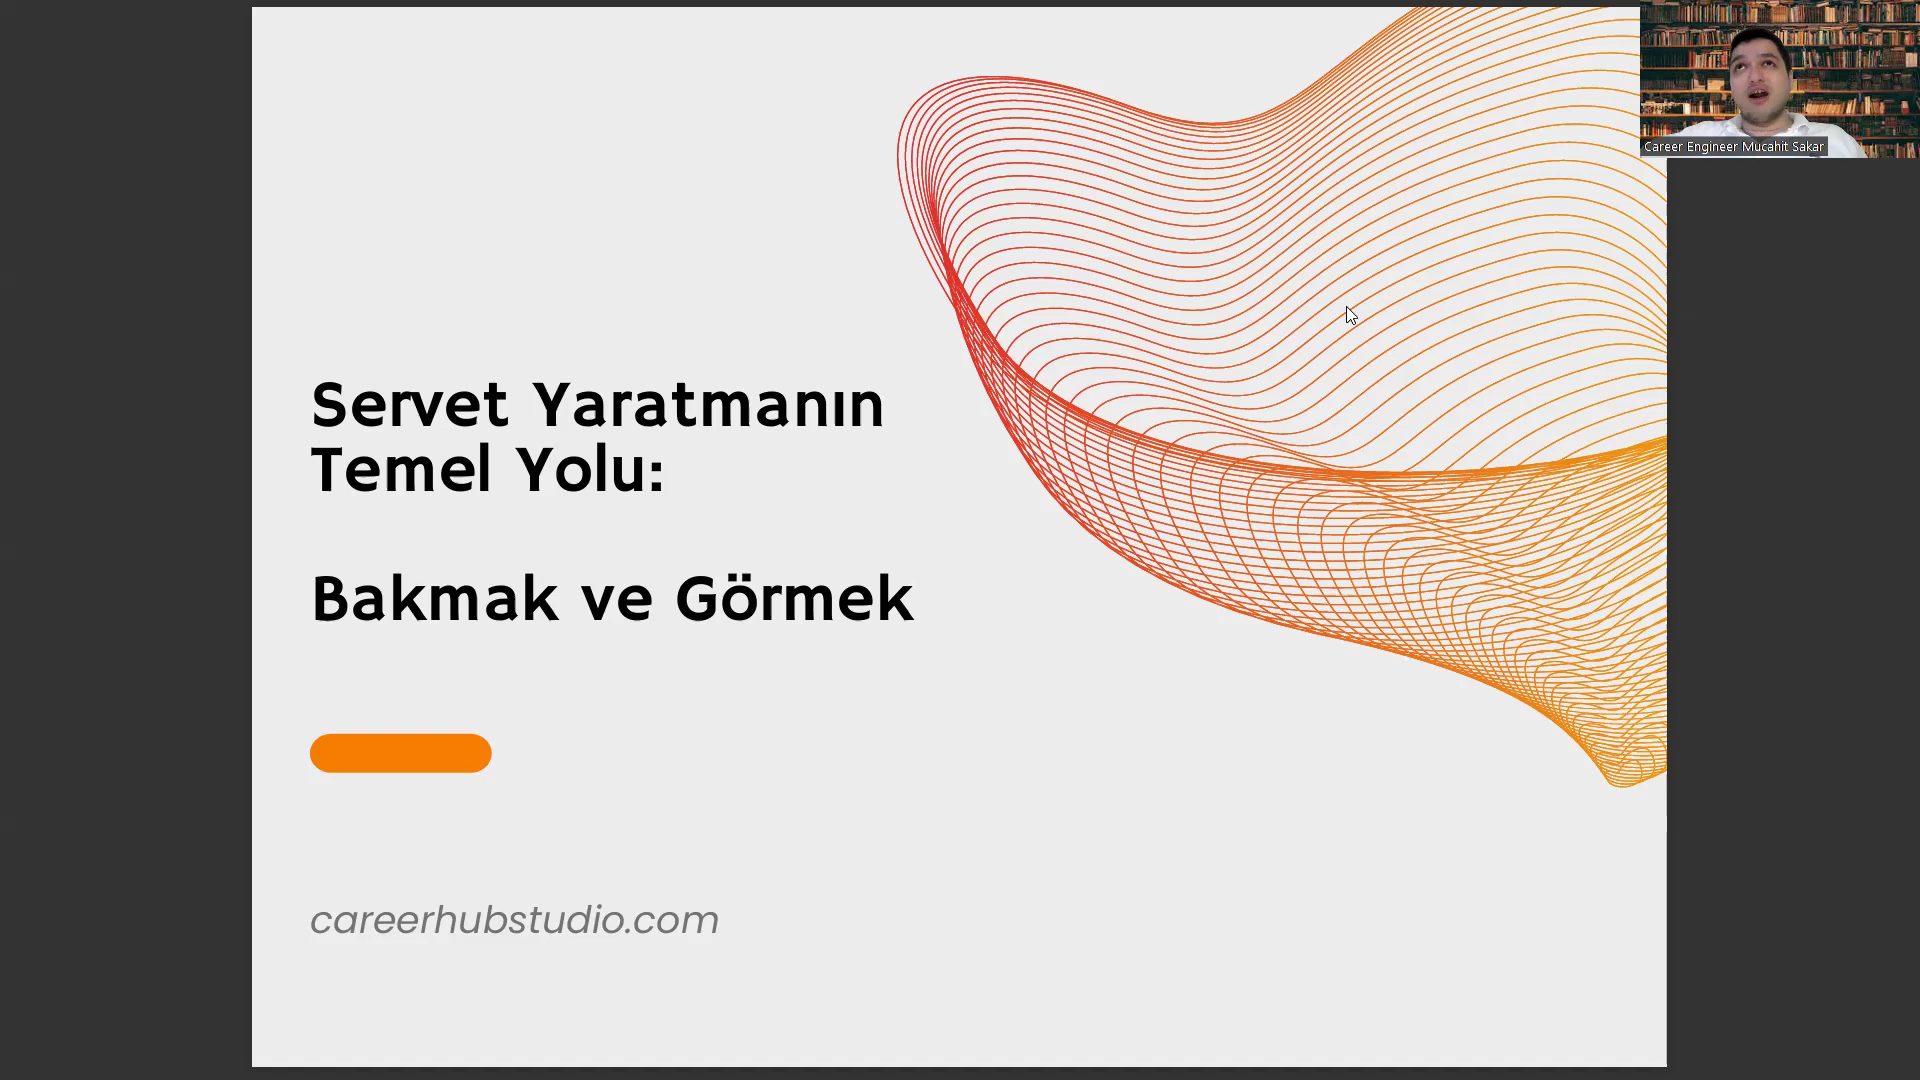 Career Engineer Mucahit Sakar
Servet Yaratmanın
Temel Yolu:
Bakmak ve Görmek
careerhubstudio.com